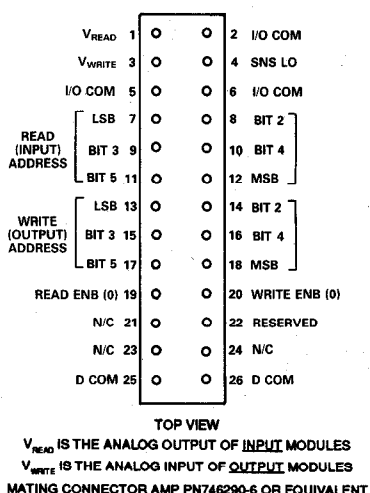 V_READ 1 2 I/O COM
V_WRITE 3 4 SNS LO
I/O COM 5 6 I/O COM
READ (INPUT) ADDRESS
LSB 7 8 BIT 2
BIT 3 9 10 BIT 4
BIT 5 11 12 MSB
WRITE (OUTPUT) ADDRESS
LSB 13 14 BIT 2
BIT 3 15 16 BIT 4
BIT 5 17 18 MSB
READ ENB (0) 19 20 WRITE ENB (0)
N/C 21 22 RESERVED
N/C 23 24 N/C
D COM 25 26 D COM
TOP VIEW
V_READ IS THE ANALOG OUTPUT OF INPUT MODULES
V_WRITE IS THE ANALOG INPUT OF OUTPUT MODULES
MATING CONNECTOR AMP PN746290-6 OR EQUIVALENT